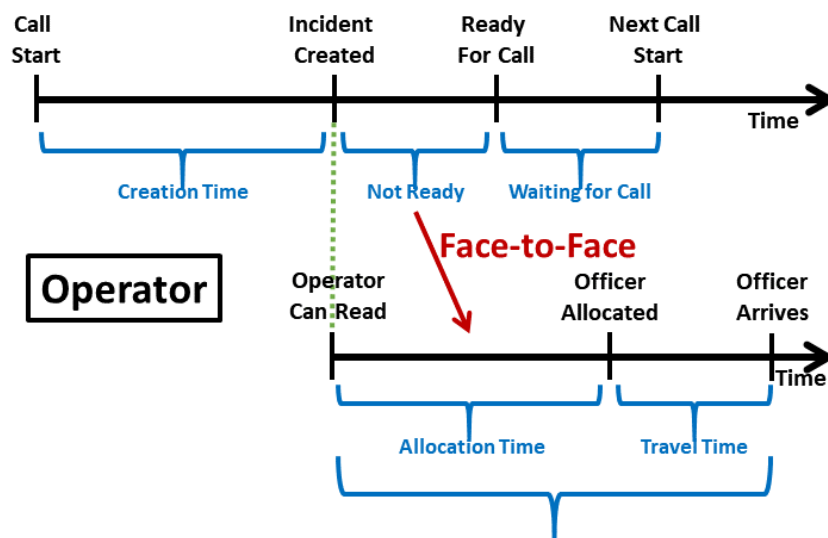 Call Start
Incident Created
Ready For Call
Next Call Start
Time
Creation Time
Not Ready
Waiting for Call
Face-to-Face
Operator
Operator Can Read
Officer Allocated
Officer Arrives
Time
Allocation Time
Travel Time